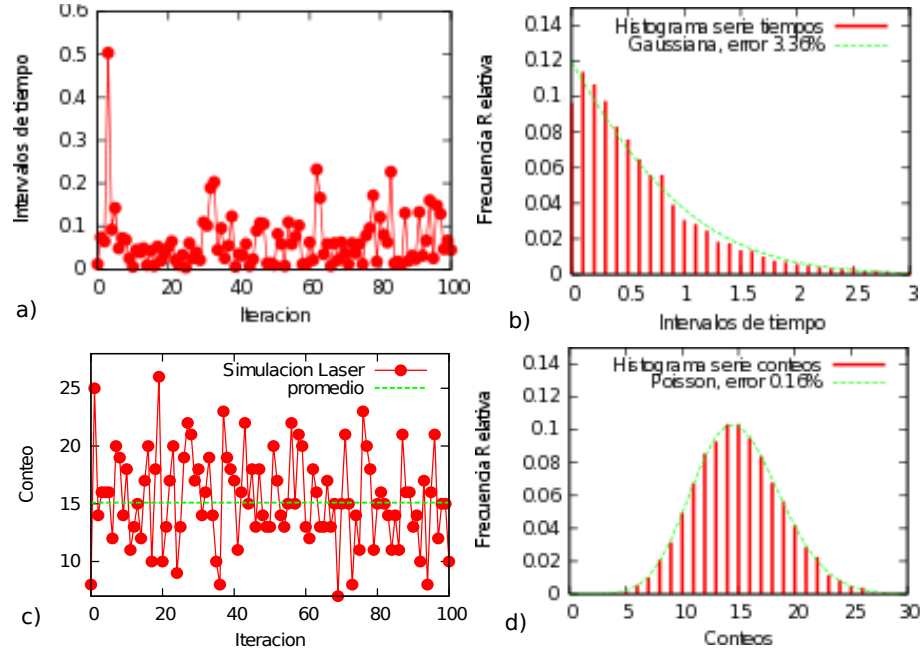 0.6
0.5
0.4
0.3
0.2
0.1
0
Intervalos de tiempo
0 20 40 60 80 100
Iteracion
a)
0.14
0.12
0.1
0.08
0.06
0.04
0.02
0
Frecuencia Relativa
Histograma serie tiempos
Gaussiana, error 3.36%
0 0.5 1 1.5 2 2.5 3
Intervalos de tiempo
b)
25
20
15
10
Conteo
Simulacion Laser
promedio
0 20 40 60 80 100
Iteracion
c)
0.14
0.12
0.1
0.08
0.06
0.04
0.02
0
Frecuencia Relativa
Histograma serie conteos
Poisson, error 0.16%
0 5 10 15 20 25 30
Conteos
d)